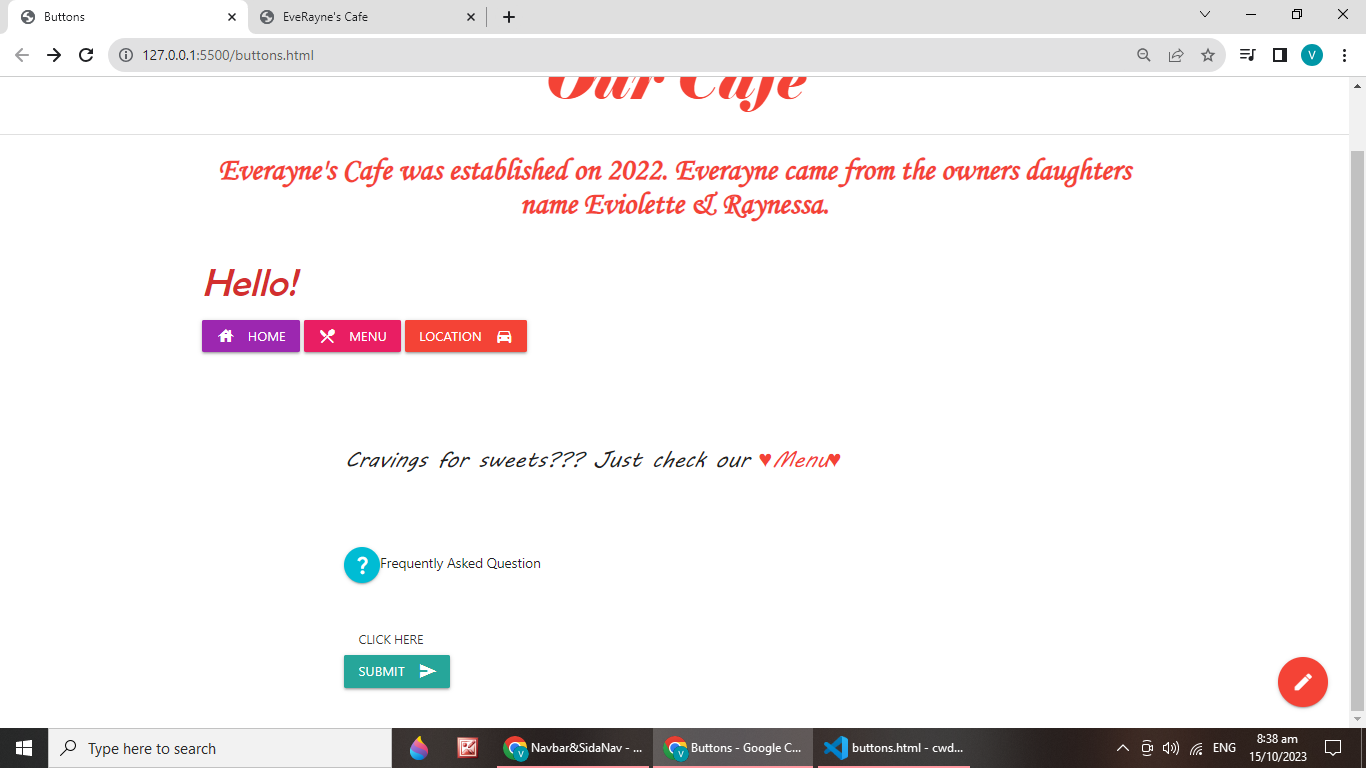 Buttons
EveRayne's Cafe
127.0.0.1:5500/buttons.html
V
Our Cafe
Everayne's Cafe was established on 2022. Everayne came from the owners daughters
name Eviolette & Raynessa.
Hello!
HOME
MENU
LOCATION
Cravings for sweets??? Just check our ♥Menu♥
? Frequently Asked Question
CLICK HERE
SUBMIT
Type here to search
Navbar&SidaNav - ...
Buttons - Google C...
buttons.html - cwd...
ENG
8:38 am
15/10/2023